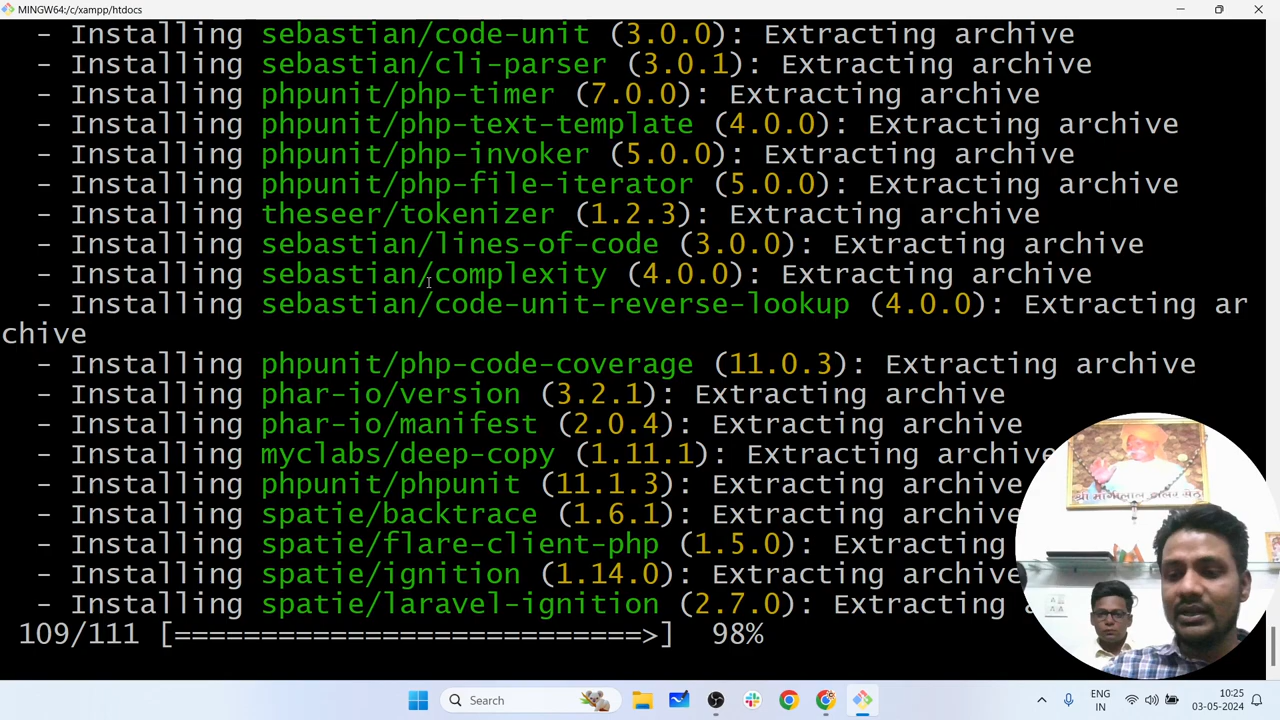 MINGW64:/c/xampp/htdocs
- Installing sebastian/code-unit (3.0.0): Extracting archive
- Installing sebastian/cli-parser (3.0.1): Extracting archive
- Installing phpunit/php-timer (7.0.0): Extracting archive
- Installing phpunit/php-text-template (4.0.0): Extracting archive
- Installing phpunit/php-invoker (5.0.0): Extracting archive
- Installing phpunit/php-file-iterator (5.0.0): Extracting archive
- Installing theseer/tokenizer (1.2.3): Extracting archive
- Installing sebastian/lines-of-code (3.0.0): Extracting archive
- Installing sebastian/complexity (4.0.0): Extracting archive
- Installing sebastian/code-unit-reverse-lookup (4.0.0): Extracting ar
chive
- Installing phpunit/php-code-coverage (11.0.3): Extracting archive
- Installing phar-io/version (3.2.1): Extracting archive
- Installing phar-io/manifest (2.0.4): Extracting archive
- Installing myclabs/deep-copy (1.11.1): Extracting archive
- Installing phpunit/phpunit (11.1.3): Extracting archive
- Installing spatie/backtrace (1.6.1): Extracting archive
- Installing spatie/flare-client-php (1.5.0): Extracting
- Installing spatie/ignition (1.14.0): Extracting archive
- Installing spatie/laravel-ignition (2.7.0): Extracting
109/111 [===========================>] 98%
Search
ENG
IN
10:25
03-05-2024